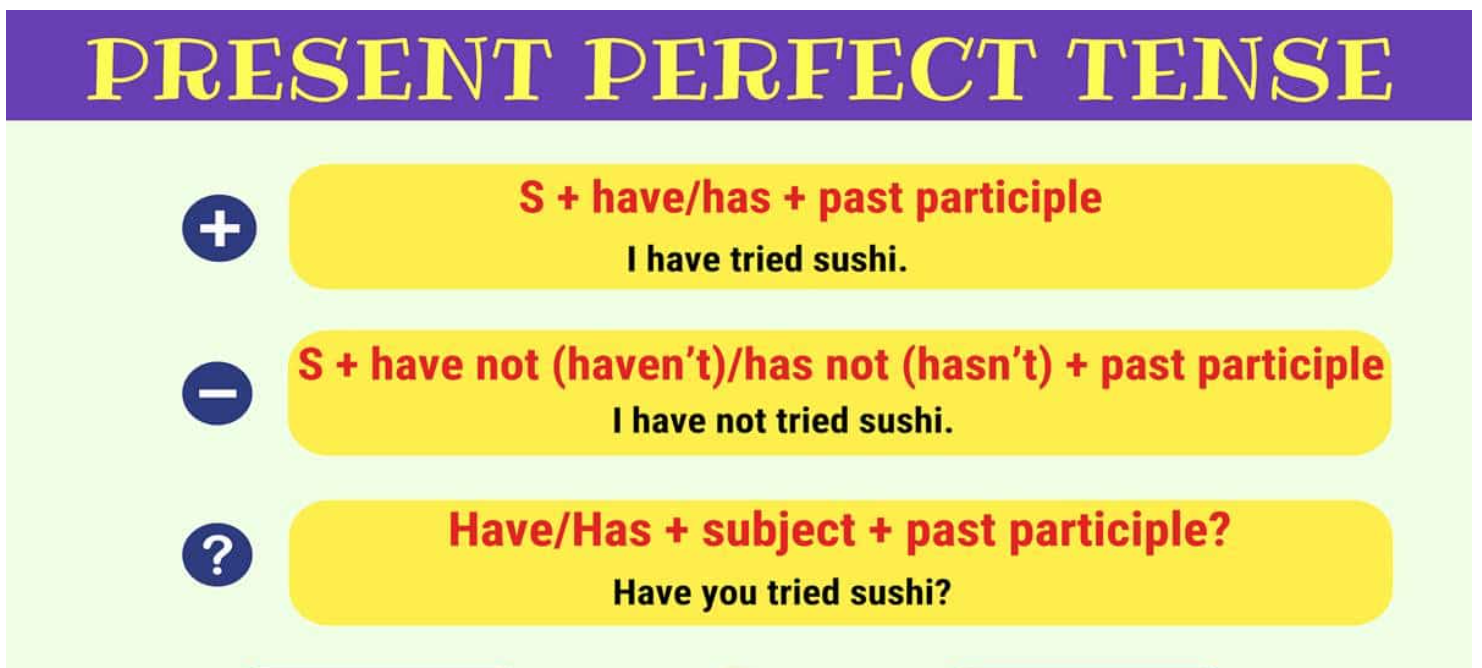 PRESENT PERFECT TENSE
+
S + have/has + past participle
I have tried sushi.
−
S + have not (haven’t)/has not (hasn’t) + past participle
I have not tried sushi.
?
Have/Has + subject + past participle?
Have you tried sushi?